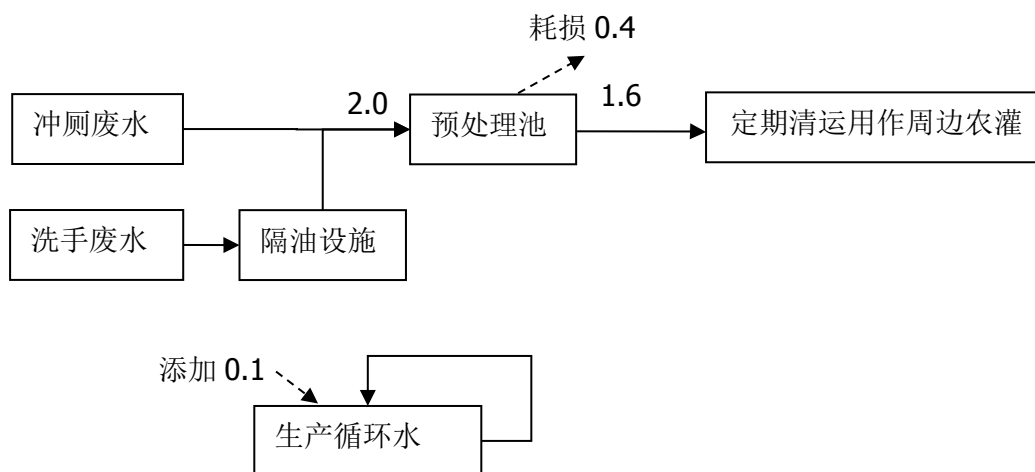 耗损 0.4
2.0
1.6
冲厕废水
预处理池
定期清运用作周边农灌
洗手废水
隔油设施
添加 0.1
生产循环水